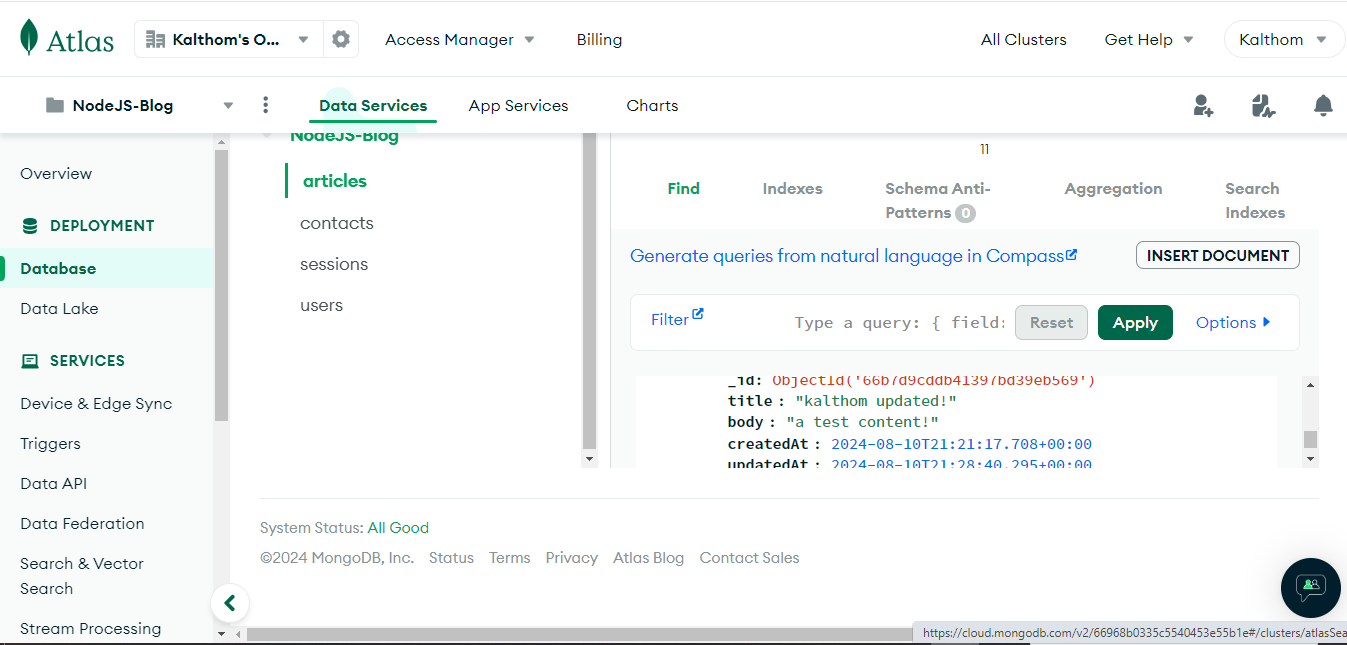 Atlas
Kalthom's O...
Access Manager
Billing
All Clusters
Get Help
Kalthom
NodeJS-Blog
Data Services
App Services
Charts
Overview
DEPLOYMENT
Database
Data Lake
SERVICES
Device & Edge Sync
Triggers
Data API
Data Federation
Search & Vector
Search
Stream Processing
NodeJS-Blog
articles
contacts
sessions
users
11
Find
Indexes
Schema Anti-
Patterns 0
Aggregation
Search
Indexes
Generate queries from natural language in Compass
INSERT DOCUMENT
Filter
Type a query: { field:
Reset
Apply
Options
_id: ObjectId('66b7d9cddb41397bd39eb569')
title : "kalthom updated!"
body : "a test content!"
createdAt : 2024-08-10T21:21:17.708+00:00
updatedAt : 2024-08-10T21:28:40.295+00:00
System Status: All Good
©2024 MongoDB, Inc. Status Terms Privacy Atlas Blog Contact Sales
https://cloud.mongodb.com/v2/66968b0335c5540453e55b1e#/clusters/atlasSea